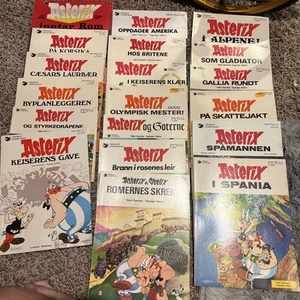 Asterix
inntar Rom
Asterix
PÅ KORSIKA
Asterix
CÆSARS LAURBÆR
Asterix
BYPLANLEGGEREN
Asterix
OG STYRKEDRÅPENE
Asterix
KEISERENS GAVE
Asterix
OPPDAGER AMERIKA
Asterix
HOS BRITENE
Asterix
I KEISERENS KLÆR
Asterix
OLYMPISK MESTER!
Asterix
og Goterne
Asterix
Brann i rosenes leir
Asterix & Obelix
ROMERNES SKREKK
Asterix
I ALPENE!
Asterix
SOM GLADIATOR
Asterix
GALLIA RUNDT
Asterix
PÅ SKATTEJAKT
Asterix
SPÅMANNEN
Asterix
I SPANIA